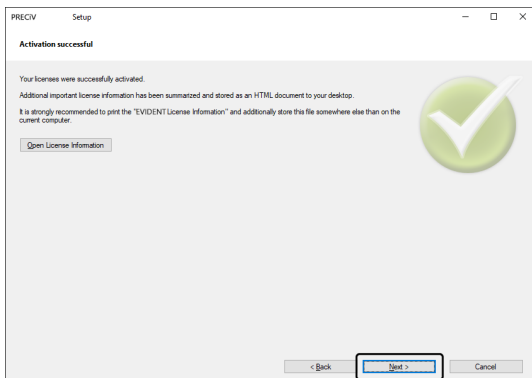 PRECiV Setup
Activation successful
Your licenses were successfully activated.
Additional important license information has been summarized and stored as an HTML document to your desktop.
It is strongly recommended to print the "EVIDENT License Information" and additionally store this file somewhere else than on the
current computer.
Open License Information
< Back Next > Cancel